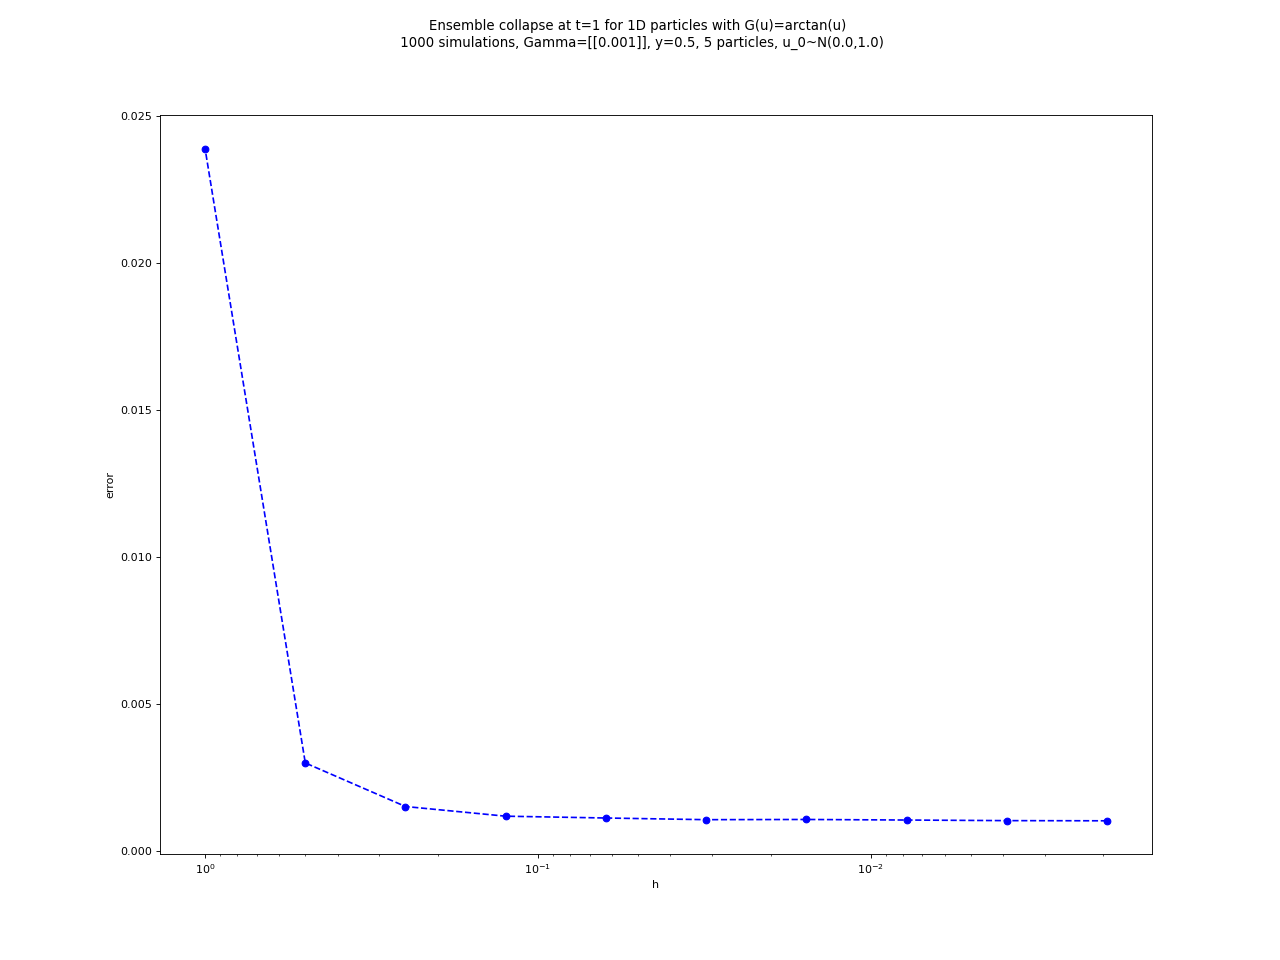 Ensemble collapse at t=1 for 1D particles with G(u)=arctan(u)
1000 simulations, Gamma=[[0.001]], y=0.5, 5 particles, u_0~N(0.0,1.0)
0.025
0.020
0.015
0.010
0.005
0.000
error
10⁰ 10⁻¹ 10⁻²
h